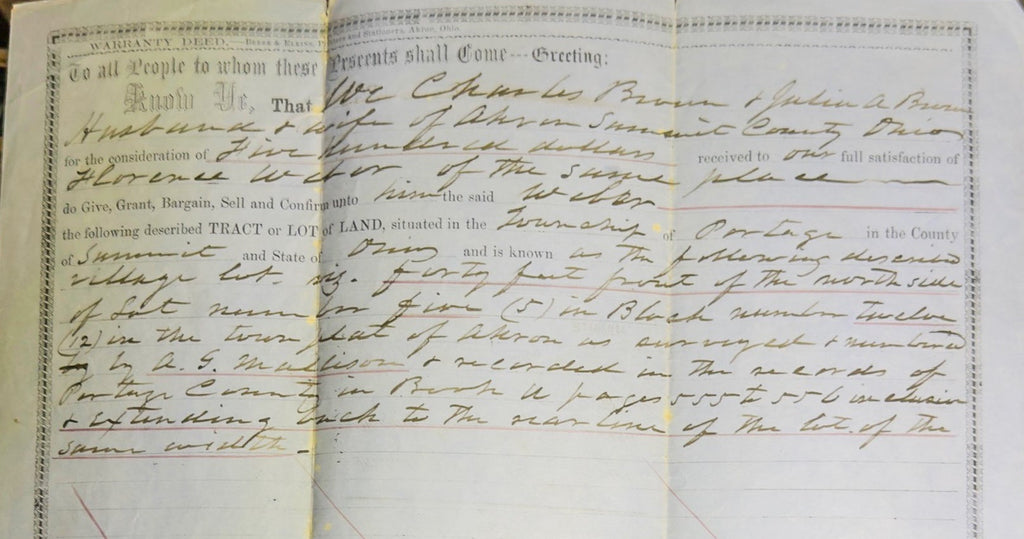 WARRANTY DEED.— and Stationers, Akron, Ohio.
To all People to whom these Presents shall Come---Greeting:
Know Ye, That We Charles Brown & Julia A Brown
Husband & wife of Akron Summit County Ohio
for the consideration of Five hundred dollars received to our full satisfaction of
Florence Weber of the same place
do Give, Grant, Bargain, Sell and Confirm unto him the said Weber
the following described TRACT or LOT of LAND, situated in the Township of Portage in the County
of Summit and State of Ohio and is known as the following described
village lot. viz. Forty feet front of the north side
of Lot number five (5) in Block number twelve
(12) in the town plat of Akron as surveyed & numbered
by A. G. & recorded in the records of
Portage County in Book A pages 555 to 556 inclusive
& extending back to the rear line of the lot. of the
same width.